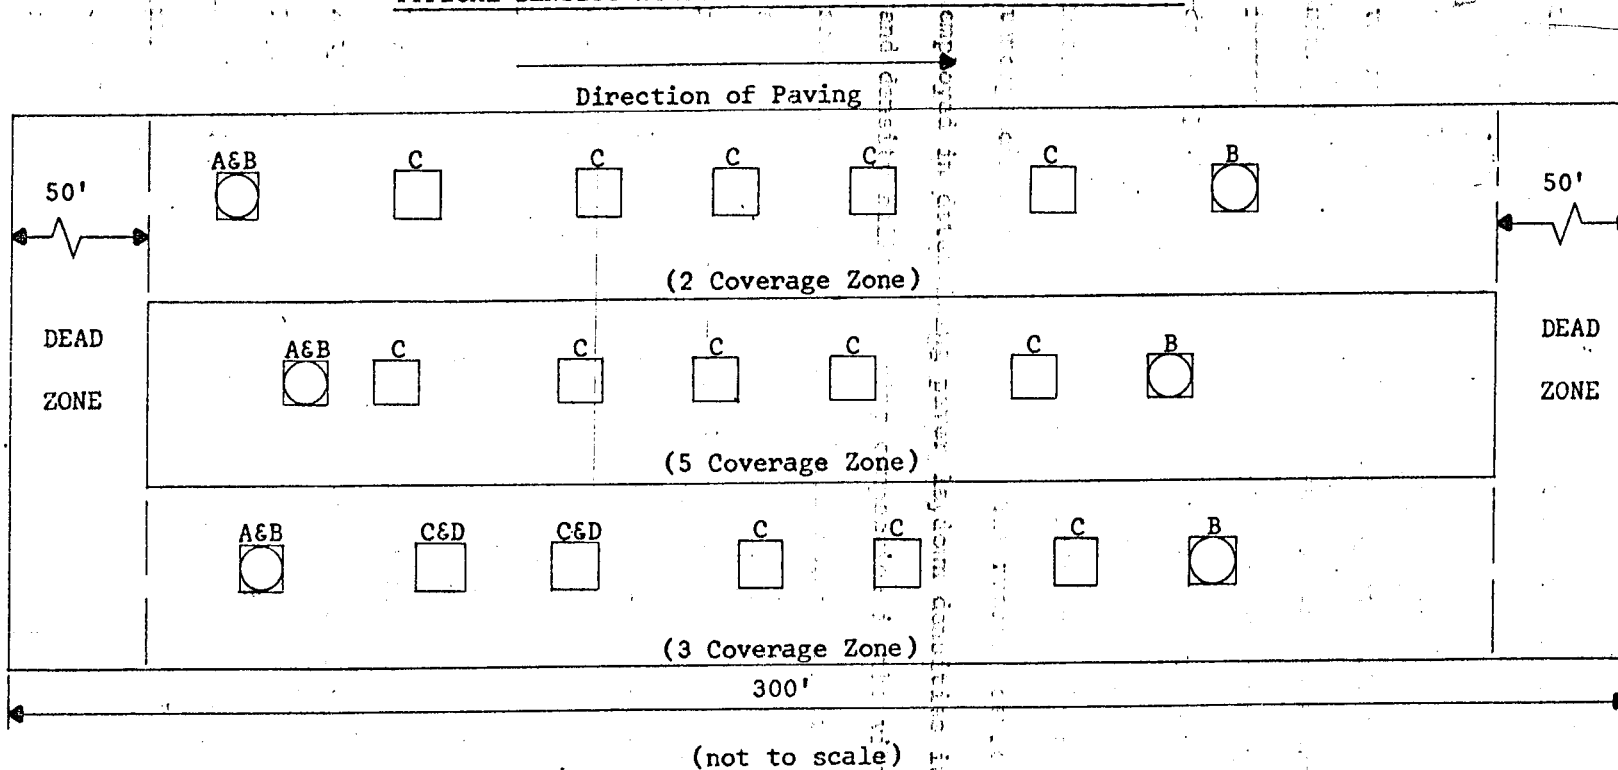 Direction of Paving
A&B C C C C C B
50' 50'
(2 Coverage Zone)
DEAD DEAD
A&B C C C C C B
ZONE ZONE
(5 Coverage Zone)
A&B C&D C&D C C C B
(3 Coverage Zone)
300'
(not to scale)